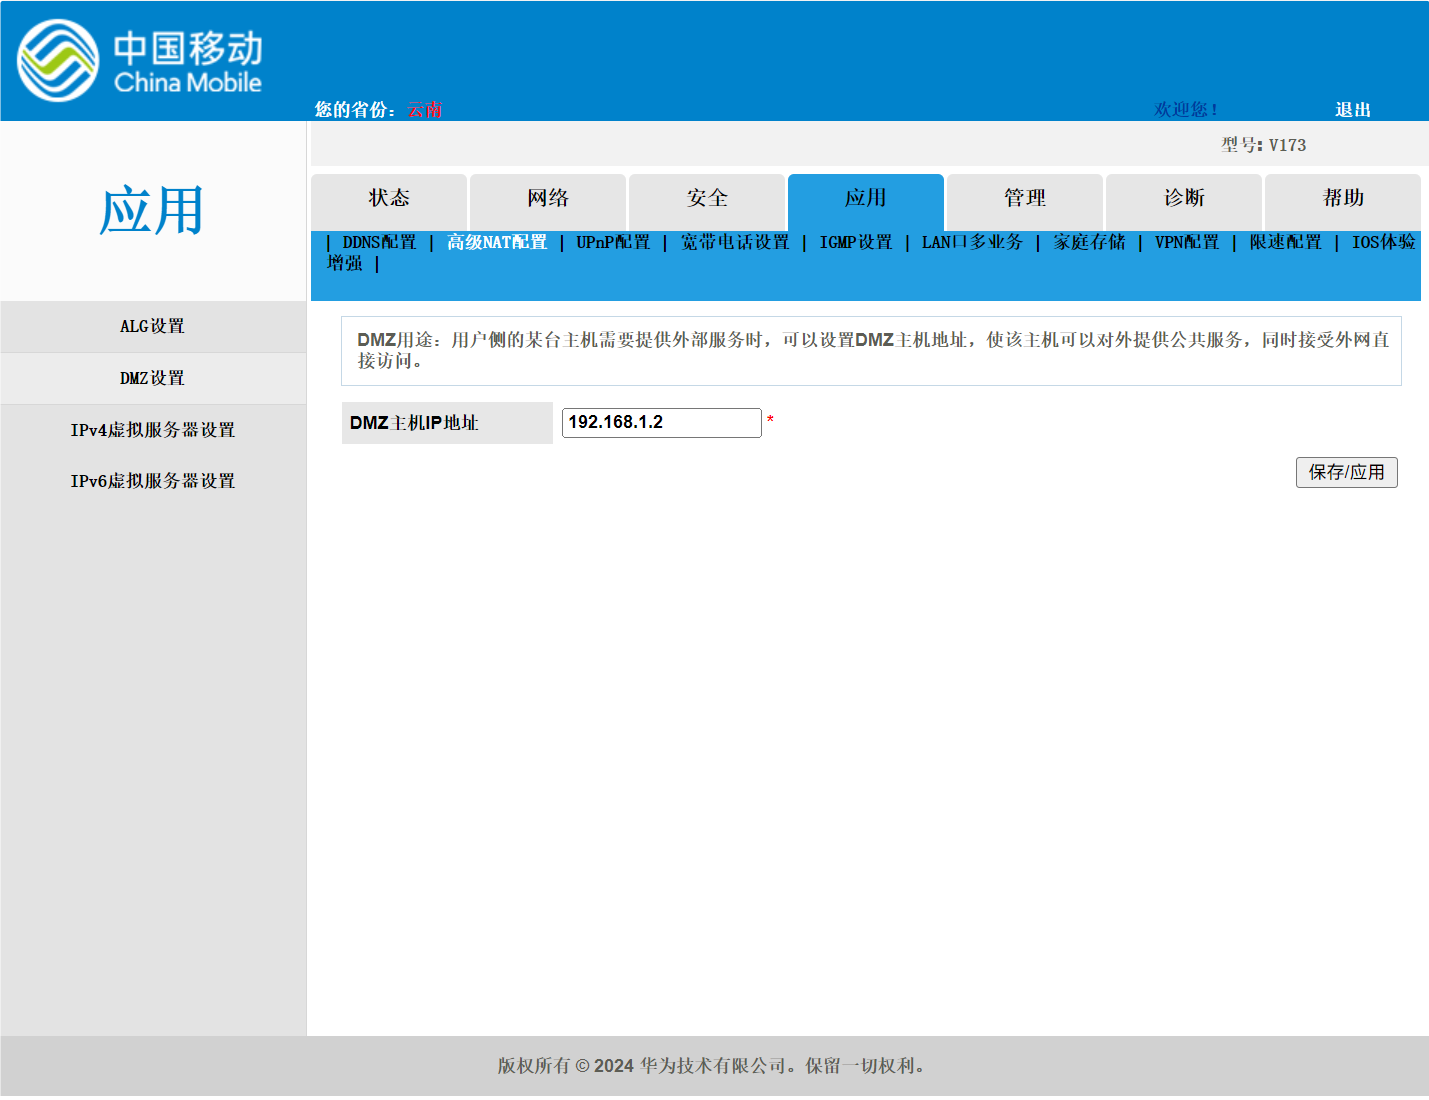 中国移动
China Mobile
您的省份：云南
欢迎您！
退出
型号: V173
应用
状态
网络
安全
应用
管理
诊断
帮助
| DDNS配置 | 高级NAT配置 | UPnP配置 | 宽带电话设置 | IGMP设置 | LAN口多业务 | 家庭存储 | VPN配置 | 限速配置 | IOS体验
增强 |
ALG设置
DMZ设置
IPv4虚拟服务器设置
IPv6虚拟服务器设置
DMZ用途：用户侧的某台主机需要提供外部服务时，可以设置DMZ主机地址，使该主机可以对外提供公共服务，同时接受外网直
接访问。
DMZ主机IP地址
192.168.1.2 *
保存/应用
版权所有 © 2024 华为技术有限公司。保留一切权利。